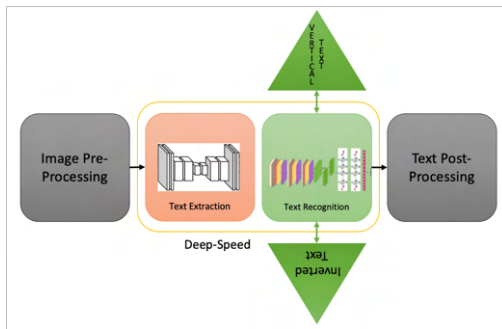 VERTICAL
TEXT
Image Pre-
Processing
Text Extraction
Text Recognition
Text Post-
Processing
Deep-Speed
Inverted
Text